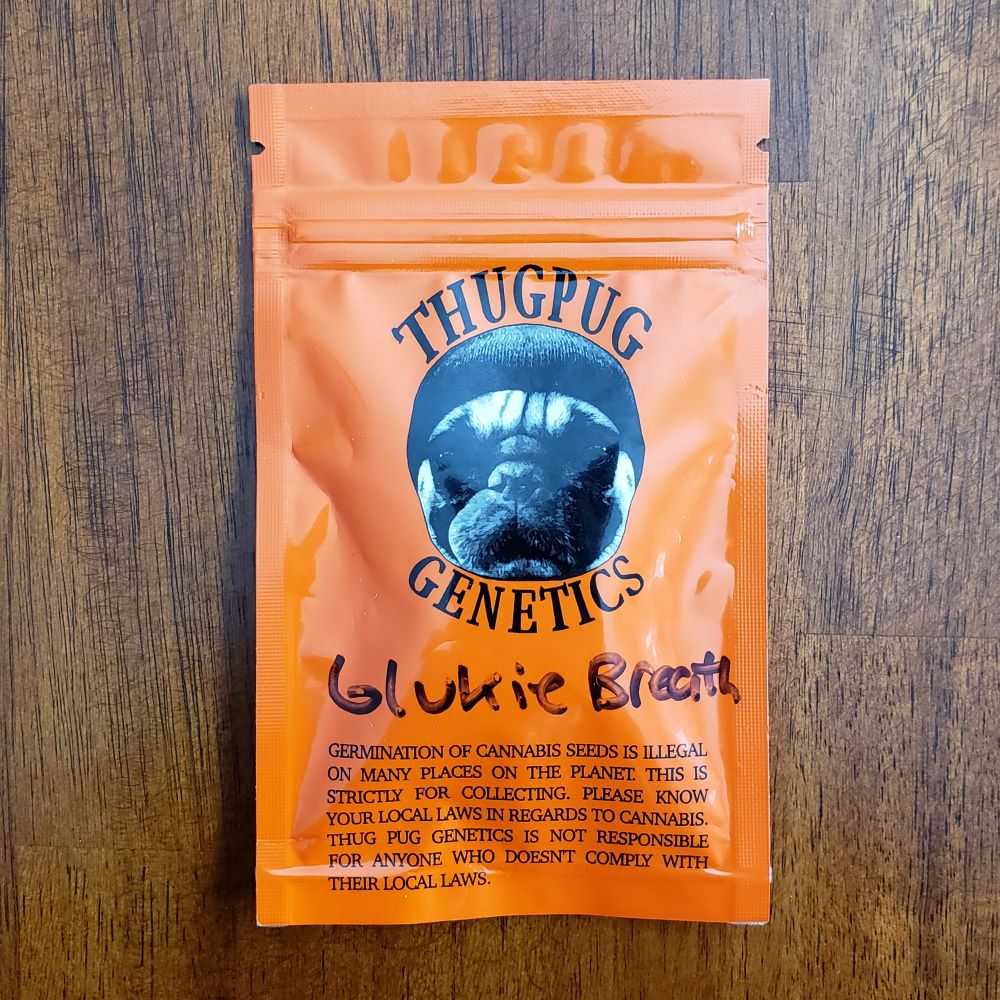 THUGPUG
GENETICS
Glukie Breath
GERMINATION OF CANNABIS SEEDS IS ILLEGAL
ON MANY PLACES ON THE PLANET. THIS IS
STRICTLY FOR COLLECTING. PLEASE KNOW
YOUR LOCAL LAWS IN REGARDS TO CANNABIS.
THUG PUG GENETICS IS NOT RESPONSIBLE
FOR ANYONE WHO DOESN'T COMPLY WITH
THEIR LOCAL LAWS.